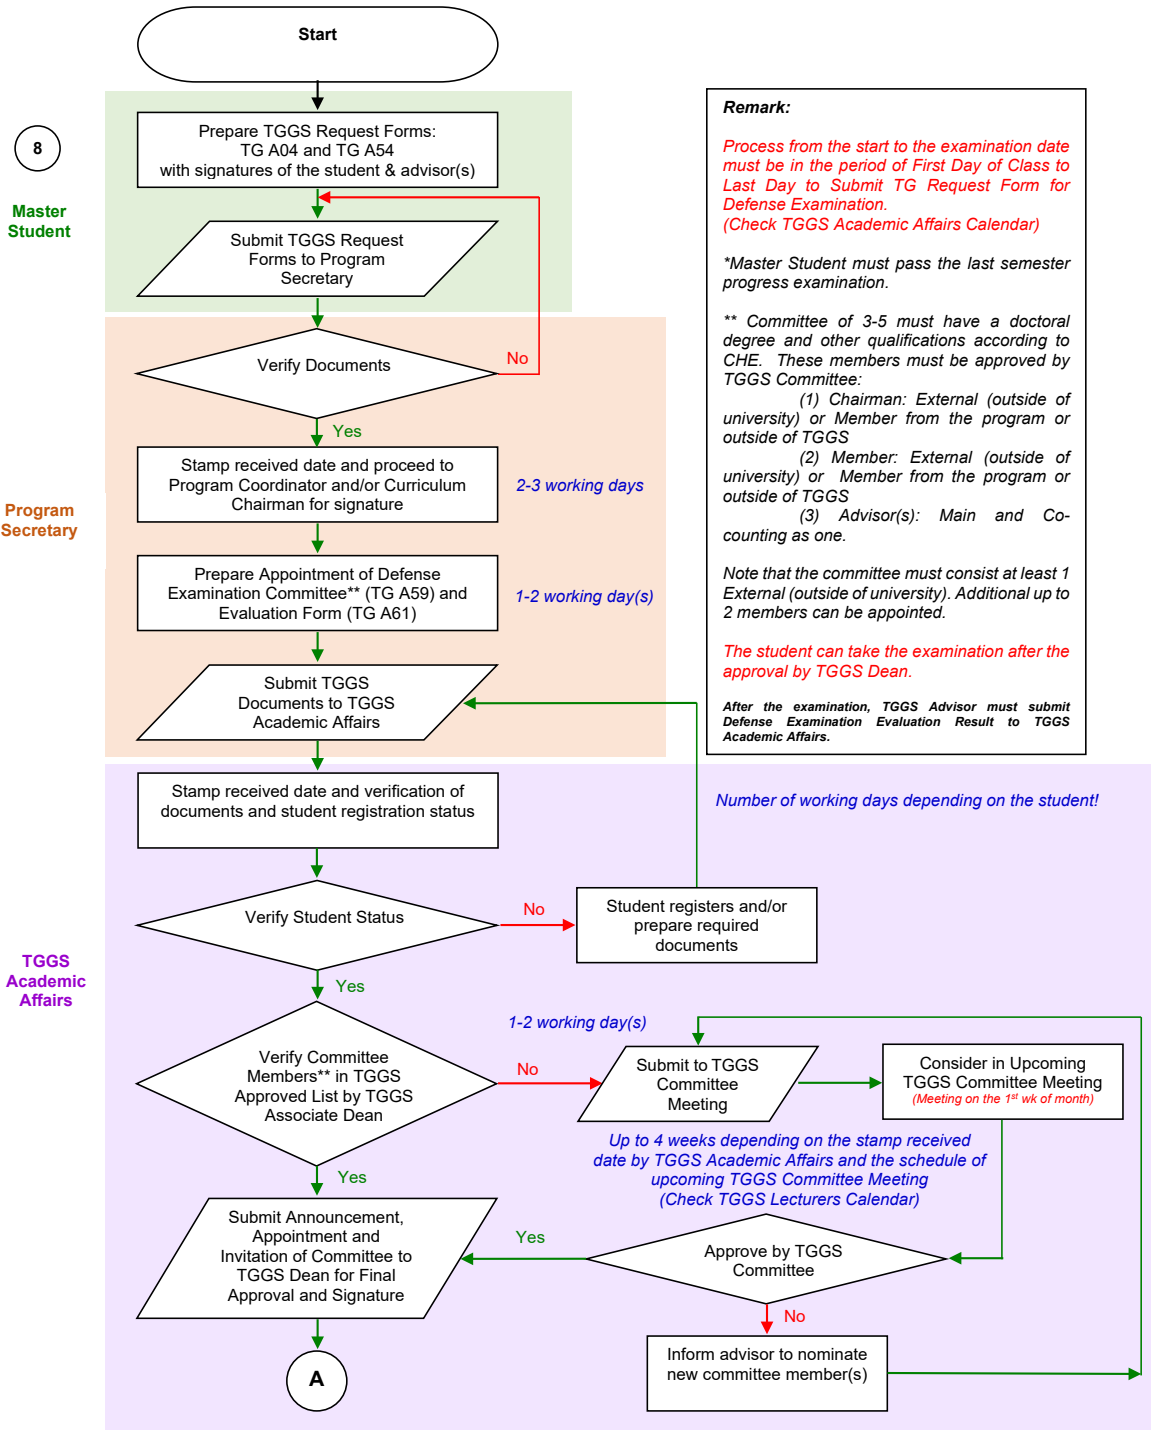 Start
8
Master
Student
Prepare TGGS Request Forms:
TG A04 and TG A54
with signatures of the student & advisor(s)
Submit TGGS Request
Forms to Program
Secretary
Remark:
Process from the start to the examination date
must be in the period of First Day of Class to
Last Day to Submit TG Request Form for
Defense Examination.
(Check TGGS Academic Affairs Calendar)
*Master Student must pass the last semester
progress examination.
** Committee of 3-5 must have a doctoral
degree and other qualifications according to
CHE. These members must be approved by
TGGS Committee:
(1) Chairman: External (outside of
university) or Member from the program or
outside of TGGS
(2) Member: External (outside of
university) or Member from the program or
outside of TGGS
(3) Advisor(s): Main and Co-
counting as one.
Note that the committee must consist at least 1
External (outside of university). Additional up to
2 members can be appointed.
The student can take the examination after the
approval by TGGS Dean.
After the examination, TGGS Advisor must submit
Defense Examination Evaluation Result to TGGS
Academic Affairs.
Program
Secretary
Verify Documents
No
Yes
Stamp received date and proceed to
Program Coordinator and/or Curriculum
Chairman for signature
2-3 working days
Prepare Appointment of Defense
Examination Committee** (TG A59) and
Evaluation Form (TG A61)
1-2 working day(s)
Submit TGGS
Documents to TGGS
Academic Affairs
TGGS
Academic
Affairs
Stamp received date and verification of
documents and student registration status
Number of working days depending on the student!
Verify Student Status
No
Student registers and/or
prepare required
documents
Yes
1-2 working day(s)
Verify Committee
Members** in TGGS
Approved List by TGGS
Associate Dean
No
Submit to TGGS
Committee
Meeting
Consider in Upcoming
TGGS Committee Meeting
(Meeting on the 1st wk of month)
Up to 4 weeks depending on the stamp received
date by TGGS Academic Affairs and the schedule of
upcoming TGGS Committee Meeting
(Check TGGS Lecturers Calendar)
Yes
Submit Announcement,
Appointment and
Invitation of Committee to
TGGS Dean for Final
Approval and Signature
Yes
Approve by TGGS
Committee
No
Inform advisor to nominate
new committee member(s)
A